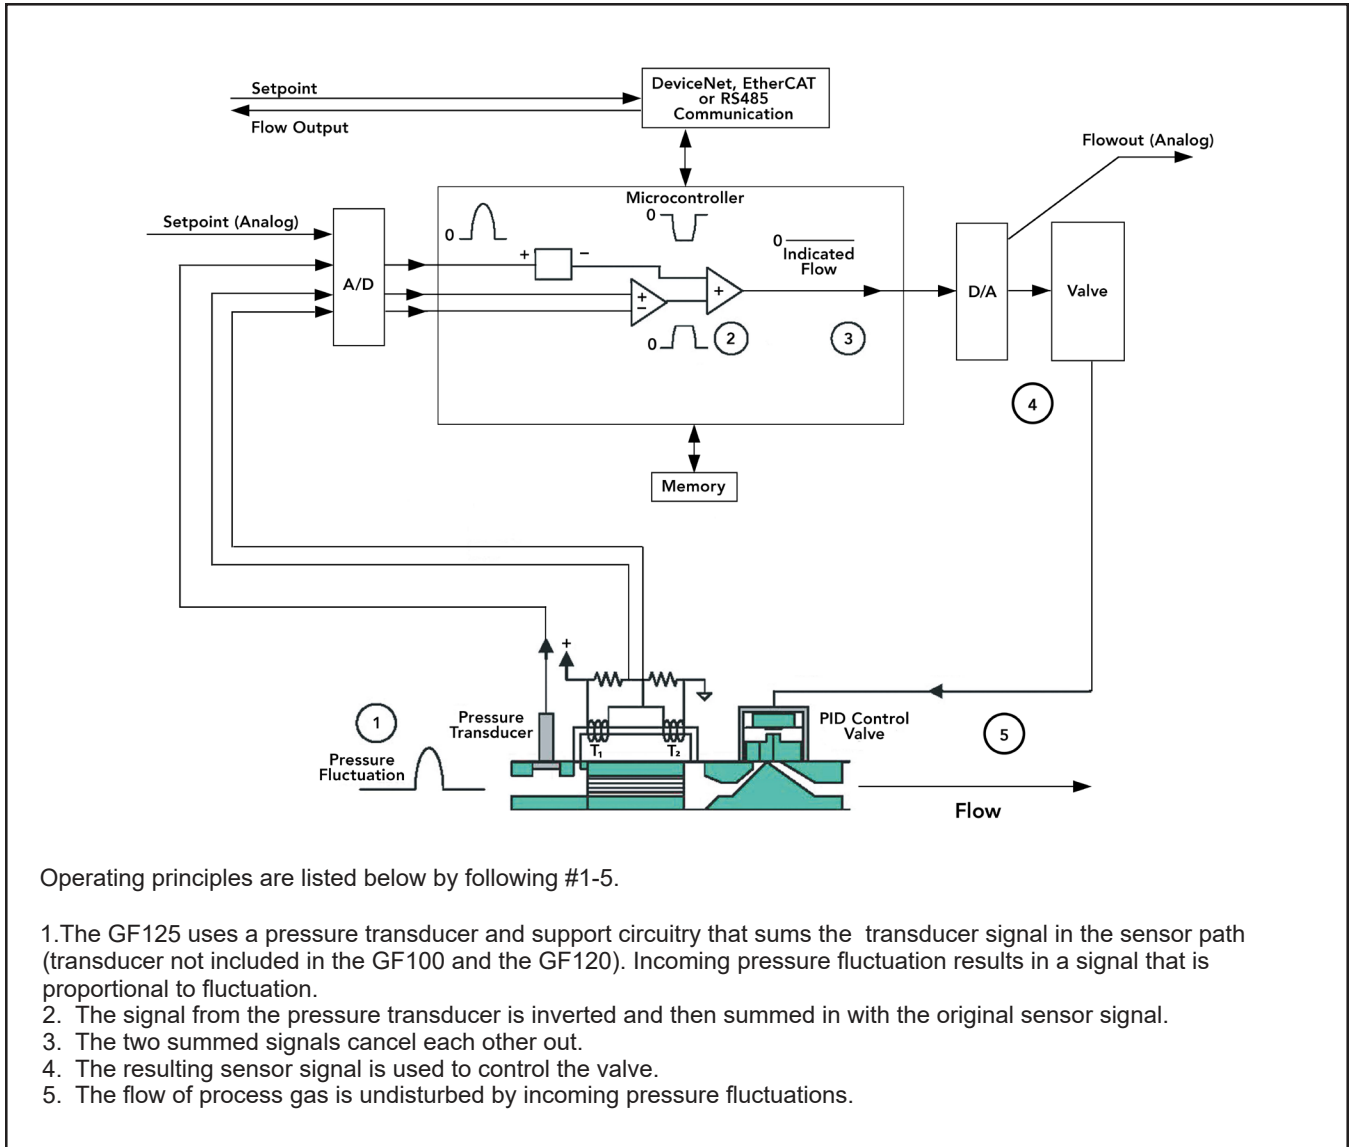 DeviceNet, EtherCAT
or RS485
Communication
Setpoint
Flow Output
Flowout (Analog)
Microcontroller
Setpoint (Analog)
0
0
0
Indicated
Flow
+
−
A/D
+
−
+
D/A
Valve
0
2
3
4
Memory
+
1
Pressure
Transducer
PID Control
Valve
5
T₁
T₂
Pressure
Fluctuation
Flow
Operating principles are listed below by following #1-5.
1.The GF125 uses a pressure transducer and support circuitry that sums the transducer signal in the sensor path
(transducer not included in the GF100 and the GF120). Incoming pressure fluctuation results in a signal that is
proportional to fluctuation.
2. The signal from the pressure transducer is inverted and then summed in with the original sensor signal.
3. The two summed signals cancel each other out.
4. The resulting sensor signal is used to control the valve.
5. The flow of process gas is undisturbed by incoming pressure fluctuations.